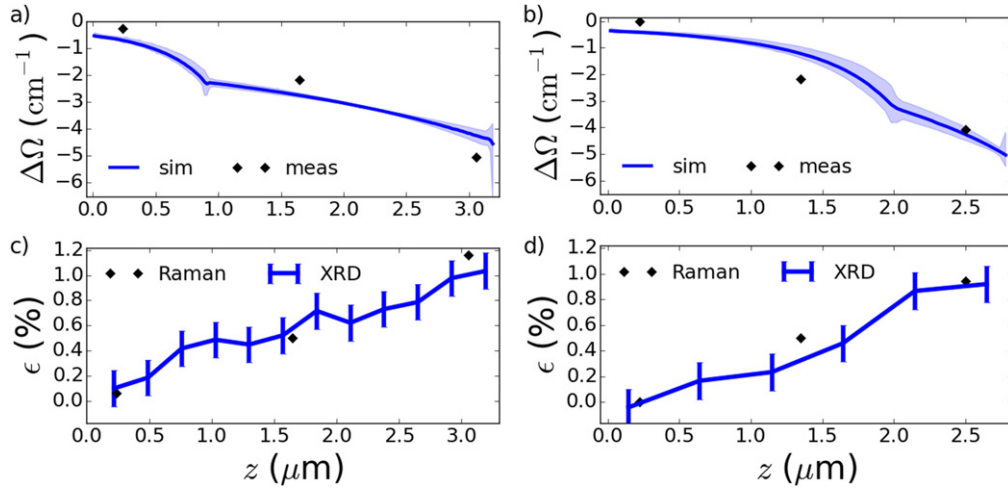 a)
0
−1
−2
−3
−4
−5
−6
ΔΩ (cm⁻¹)
sim
meas
0.0 0.5 1.0 1.5 2.0 2.5 3.0
b)
0
−1
−2
−3
−4
−5
−6
ΔΩ (cm⁻¹)
sim
meas
0.0 0.5 1.0 1.5 2.0 2.5
c)
1.2
1.0
0.8
0.6
0.4
0.2
0.0
ϵ (%)
Raman
XRD
0.0 0.5 1.0 1.5 2.0 2.5 3.0
z (μm)
d)
1.2
1.0
0.8
0.6
0.4
0.2
0.0
ϵ (%)
Raman
XRD
0.0 0.5 1.0 1.5 2.0 2.5
z (μm)